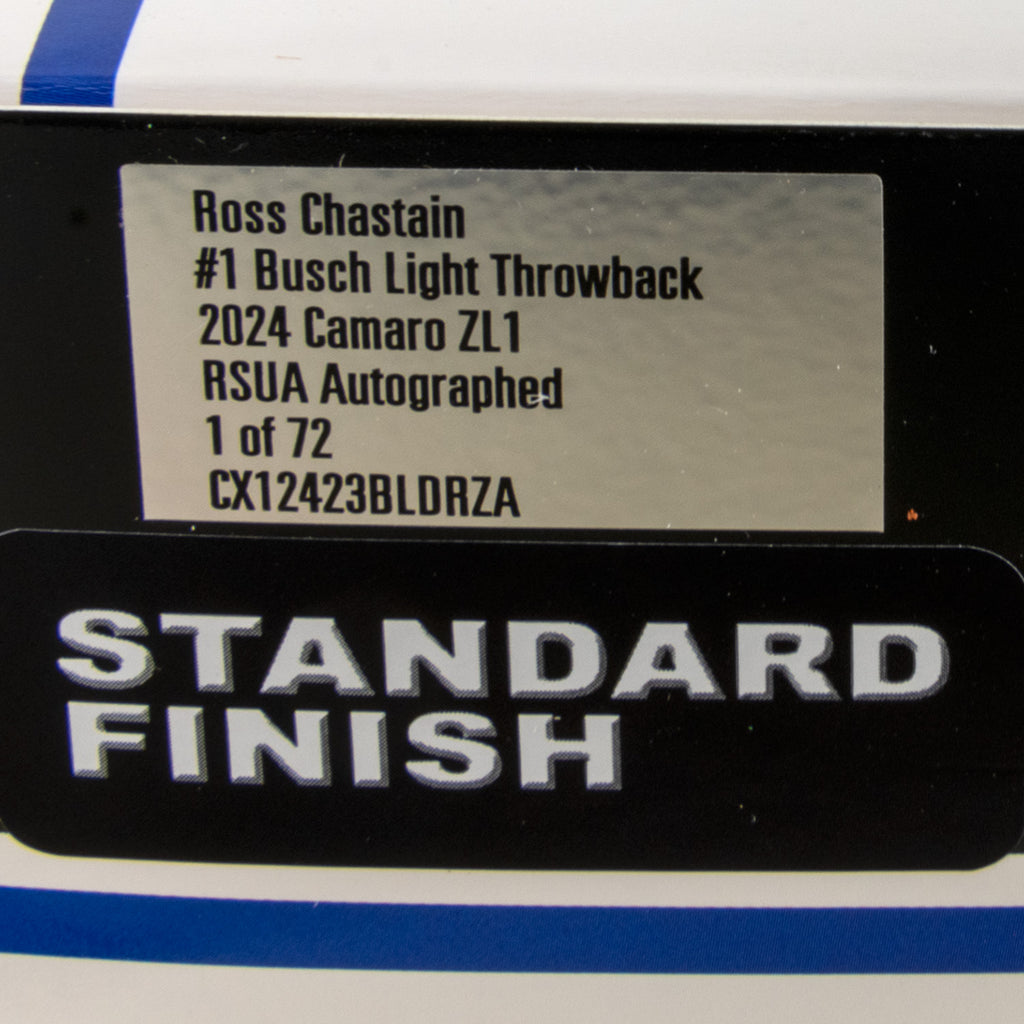 Ross Chastain
#1 Busch Light Throwback
2024 Camaro ZL1
RSUA Autographed
1 of 72
CX12423BLDRZA
STANDARD
FINISH